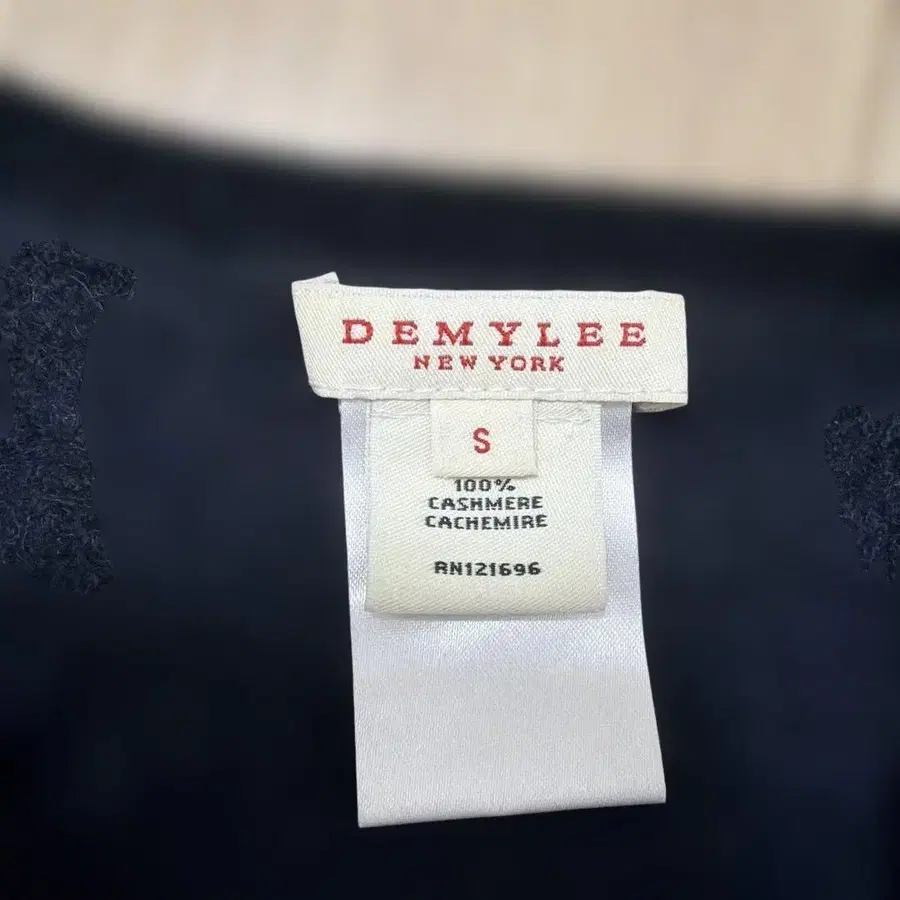 DEMYLEE
NEW YORK
S
100%
CASHMERE
CACHEMIRE
RN121696